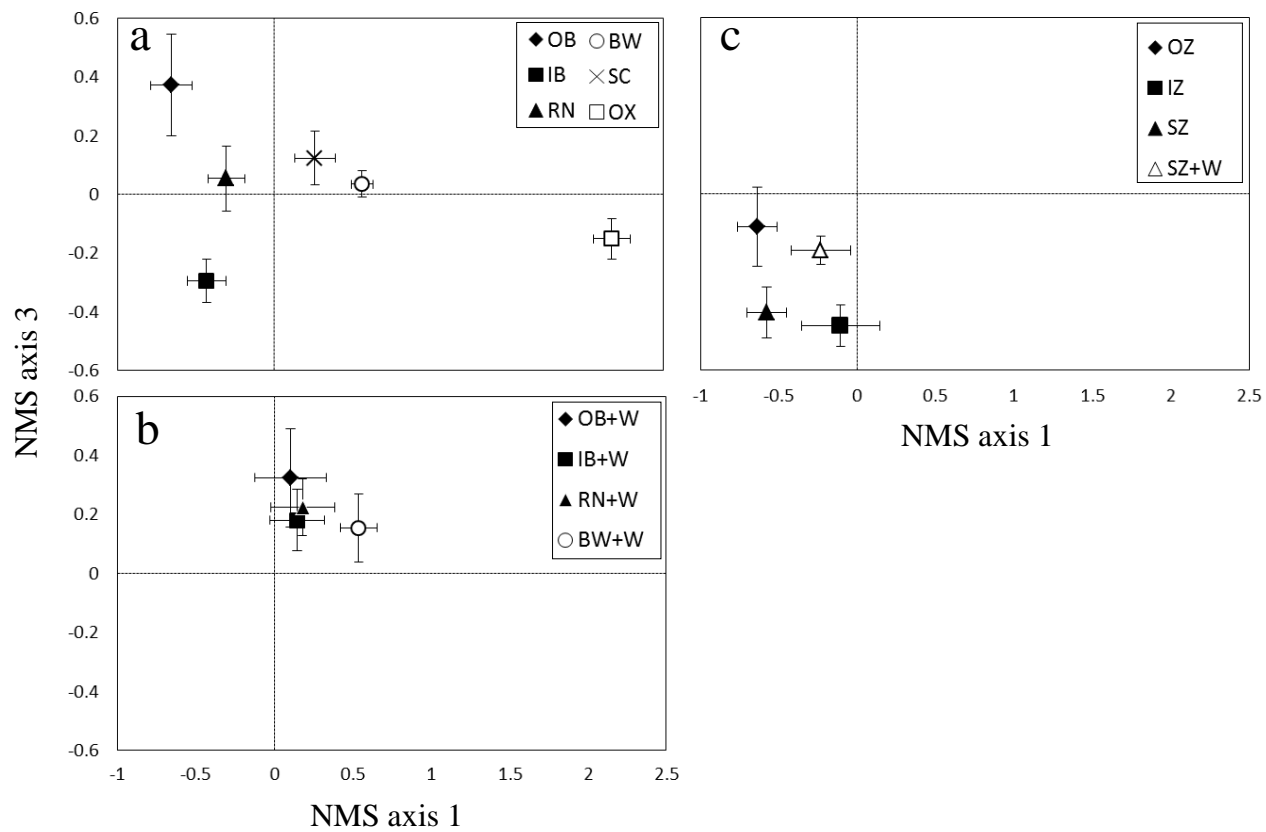 a
OB BW
IB SC
RN OX
0.6
0.4
0.2
0
-0.2
-0.4
-0.6
c
OZ
IZ
SZ
SZ+W
-1 -0.5 0 0.5 1 1.5 2 2.5
NMS axis 1
NMS axis 3
b
OB+W
IB+W
RN+W
BW+W
0.6
0.4
0.2
0
-0.2
-0.4
-0.6
-1 -0.5 0 0.5 1 1.5 2 2.5
NMS axis 1